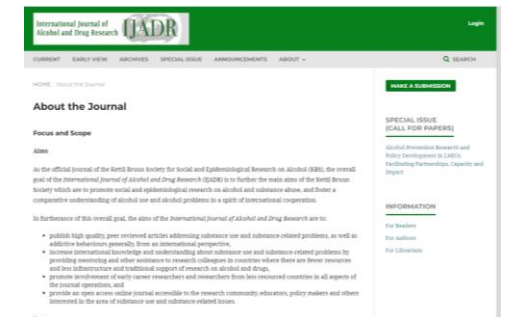 International Journal of
Alcohol and Drug Research
IJADR
Login
CURRENT EARLY VIEW ARCHIVES SPECIAL ISSUE ANNOUNCEMENTS ABOUT
SEARCH
HOME About the Journal
About the Journal
Focus and Scope
Aims
As the official journal of the Kettil Bruun Society for Social and Epidemiological Research on Alcohol (KBS), the overall
goal of the International Journal of Alcohol and Drug Research (IJADR) is to further the main aims of the Kettil Bruun
Society which are to promote social and epidemiological research on alcohol and substance abuse, and foster a
comparative understanding of alcohol use and alcohol problems in a spirit of international cooperation.
In furtherance of this overall goal, the aims of the International Journal of Alcohol and Drug Research are to:
• publish high quality, peer reviewed articles addressing substance use and substance-related problems, as well as
addictive behaviours generally, from an international perspective,
• increase international knowledge and understanding about substance use and substance-related problems by
providing mentoring and other assistance to research colleagues in countries where there are fewer resources
and less infrastructure and traditional support of research on alcohol and drugs,
• promote involvement of early career researchers and researchers from less resourced countries in all aspects of
the journal operations, and
• provide an open access online journal accessible to the research community, educators, policy makers and others
interested in the area of substance use and substance-related issues.
MAKE A SUBMISSION
SPECIAL ISSUE
(CALL FOR PAPERS)
Alcohol Prevention Research and
Policy Development in LMICs:
Facilitating Partnerships, Capacity and
Impact
INFORMATION
For Readers
For Authors
For Librarians